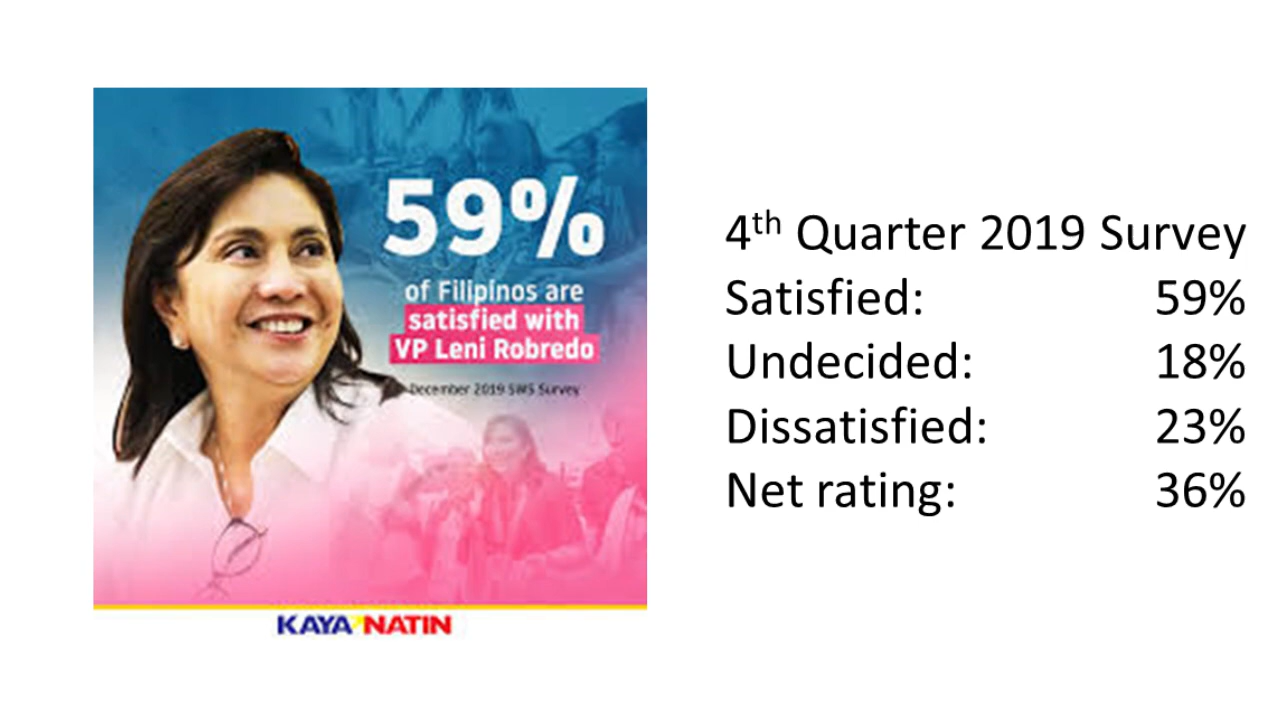 59%
of Filipinos are
satisfied with
VP Leni Robredo
December 2019 SWS Survey
KAYA NATIN
4th Quarter 2019 Survey
Satisfied: 59%
Undecided: 18%
Dissatisfied: 23%
Net rating: 36%